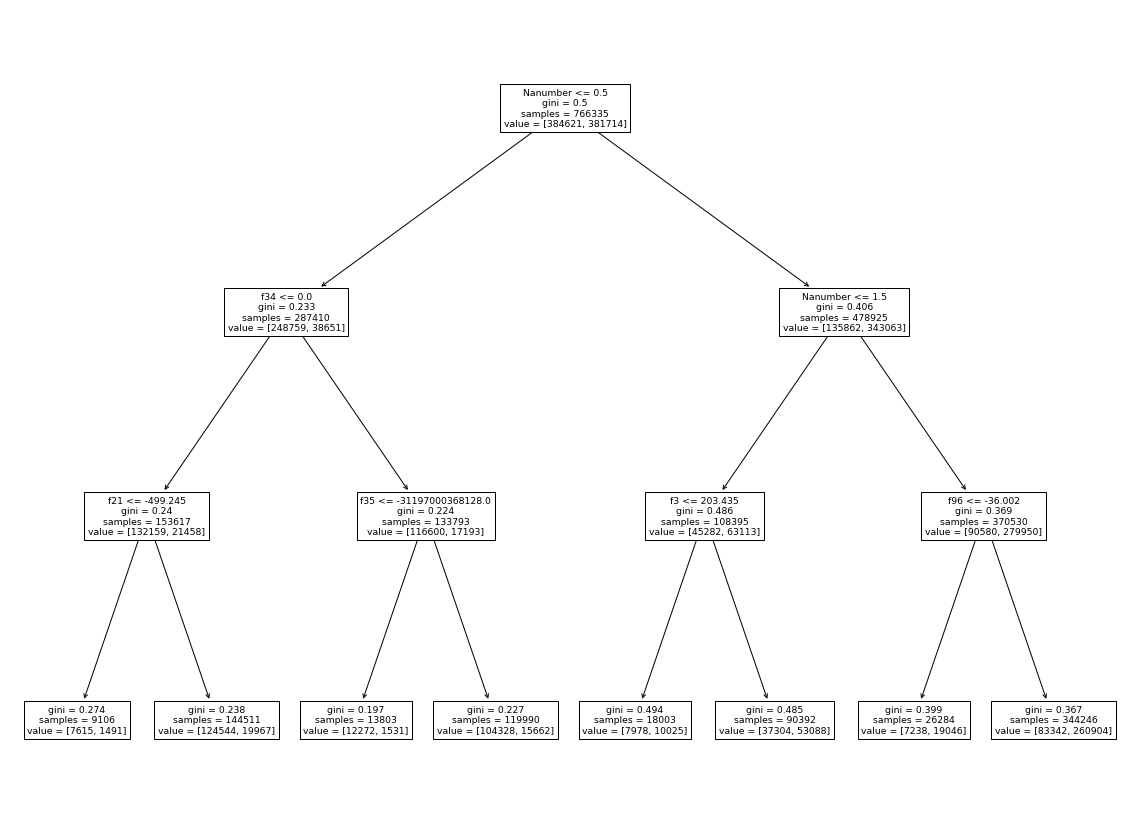 Nanumber <= 0.5
gini = 0.5
samples = 766335
value = [384621, 381714]
f34 <= 0.0
gini = 0.233
samples = 287410
value = [248759, 38651]
Nanumber <= 1.5
gini = 0.406
samples = 478925
value = [135862, 343063]
f21 <= -499.245
gini = 0.24
samples = 153617
value = [132159, 21458]
f35 <= -31197000368128.0
gini = 0.224
samples = 133793
value = [116600, 17193]
f3 <= 203.435
gini = 0.486
samples = 108395
value = [45282, 63113]
f96 <= -36.002
gini = 0.369
samples = 370530
value = [90580, 279950]
gini = 0.274
samples = 9106
value = [7615, 1491]
gini = 0.238
samples = 144511
value = [124544, 19967]
gini = 0.197
samples = 13803
value = [12272, 1531]
gini = 0.227
samples = 119990
value = [104328, 15662]
gini = 0.494
samples = 18003
value = [7978, 10025]
gini = 0.485
samples = 90392
value = [37304, 53088]
gini = 0.399
samples = 26284
value = [7238, 19046]
gini = 0.367
samples = 344246
value = [83342, 260904]